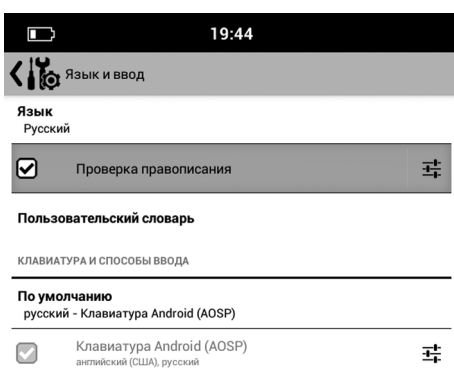 19:44
Язык и ввод
Язык
Русский
Проверка правописания
Пользовательский словарь
КЛАВИАТУРА И СПОСОБЫ ВВОДА
По умолчанию
русский - Клавиатура Android (AOSP)
Клавиатура Android (AOSP)
английский (США), русский